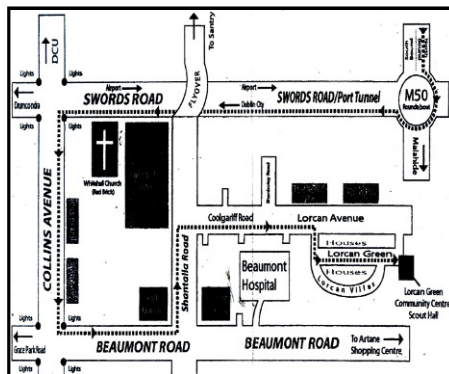 To Santry
DCU
FLYOVER
Lights
Lights
Airport
Airport
Drumcondra
SWORDS ROAD
Dublin City
SWORDS ROAD/Port Tunnel
M50
Roundabout
Lights
Lights
Malahide
COLLINS AVENUE
Whitehall Church
(Red Brick)
Shantalla Road
Coolgariff Road
Lorcan Avenue
Houses
Lorcan Green
Houses
Lorcan Villas
Beaumont
Hospital
Lorcan Green
Community Centre
Scout Hall
Lights
Lights
Grace Park Road
BEAUMONT ROAD
BEAUMONT ROAD
To Artane
Shopping Centre
Lights
Lights